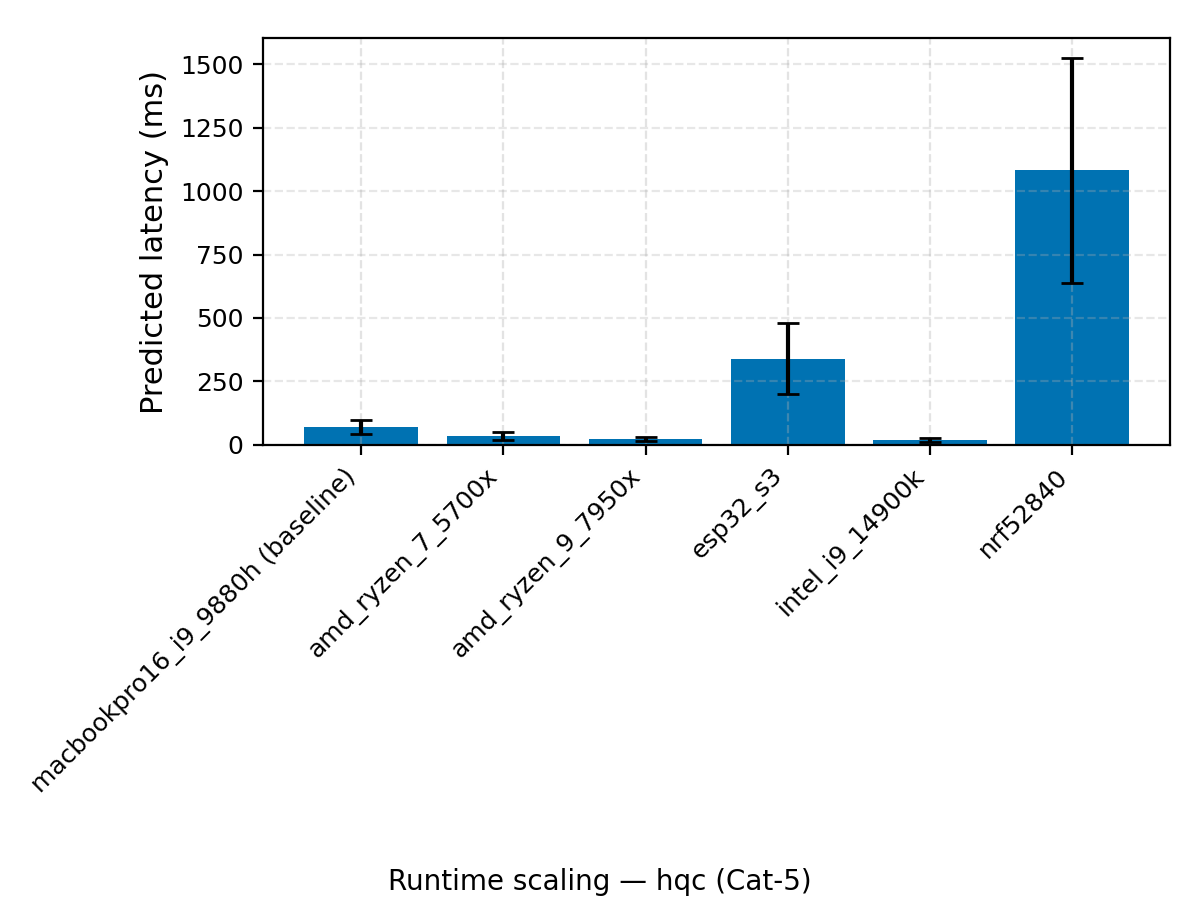 Predicted latency (ms)
1500
1250
1000
750
500
250
0
macbookpro16_i9_9880h (baseline)
amd_ryzen_7_5700x
amd_ryzen_9_7950x
esp32_s3
intel_i9_14900k
nrf52840
Runtime scaling — hqc (Cat-5)